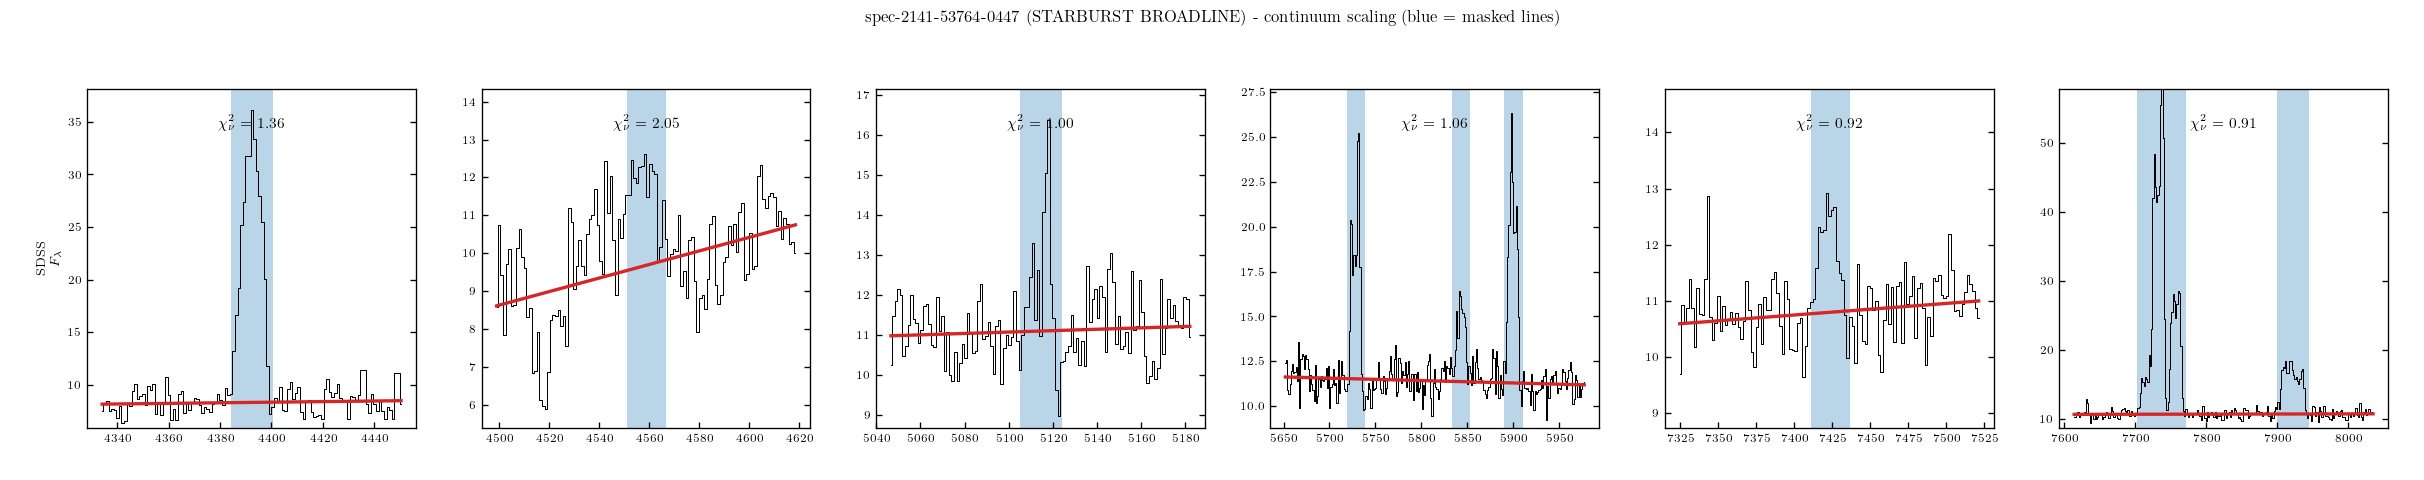 spec-2141-53764-0447 (STARBURST BROADLINE) - continuum scaling (blue = masked lines)
SDSS
F_λ
χ²_ν = 1.36
35
30
25
20
15
10
4340 4360 4380 4400 4420 4440
χ²_ν = 2.05
14
13
12
11
10
9
8
7
6
4500 4520 4540 4560 4580 4600 4620
χ²_ν = 1.00
17
16
15
14
13
12
11
10
9
5040 5060 5080 5100 5120 5140 5160 5180
χ²_ν = 1.06
27.5
25.0
22.5
20.0
17.5
15.0
12.5
10.0
5650 5700 5750 5800 5850 5900 5950
χ²_ν = 0.92
14
13
12
11
10
9
7325 7350 7375 7400 7425 7450 7475 7500 7525
χ²_ν = 0.91
50
40
30
20
10
7600 7700 7800 7900 8000